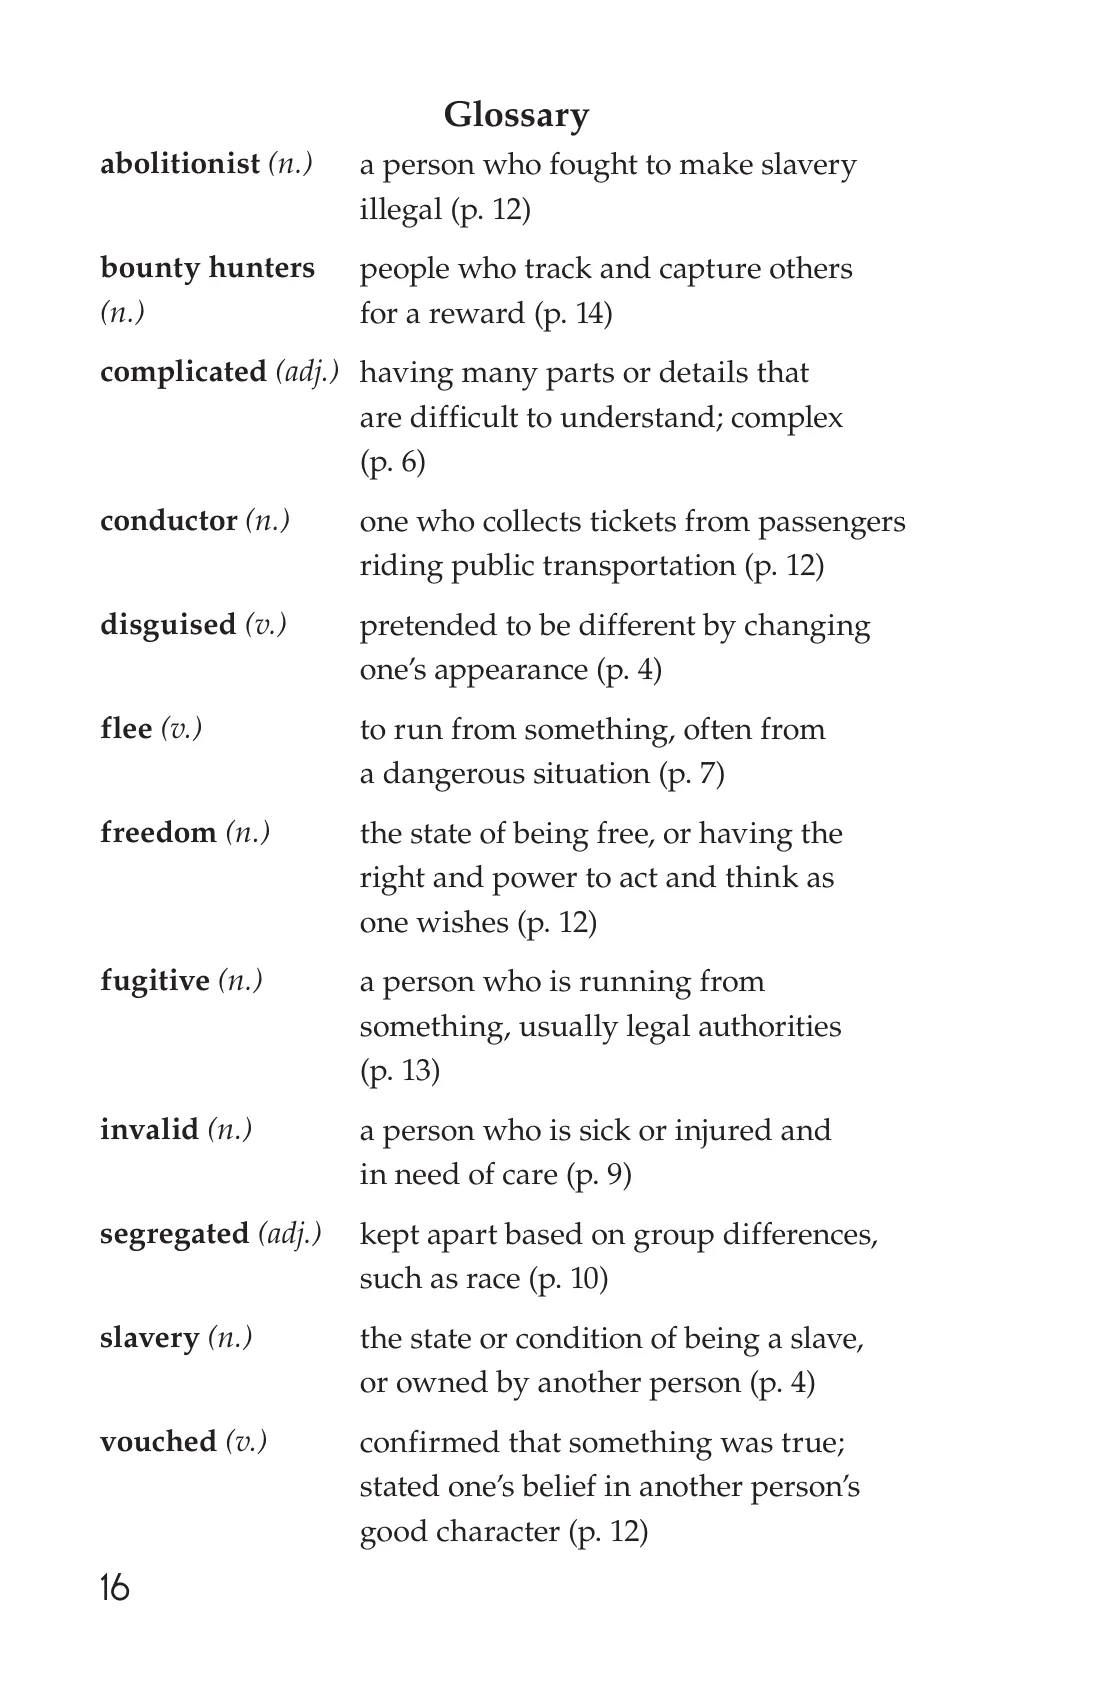 Glossary
abolitionist (n.) a person who fought to make slavery
illegal (p. 12)
bounty hunters people who track and capture others
(n.) for a reward (p. 14)
complicated (adj.) having many parts or details that
are difficult to understand; complex
(p. 6)
conductor (n.) one who collects tickets from passengers
riding public transportation (p. 12)
disguised (v.) pretended to be different by changing
one’s appearance (p. 4)
flee (v.) to run from something, often from
a dangerous situation (p. 7)
freedom (n.) the state of being free, or having the
right and power to act and think as
one wishes (p. 12)
fugitive (n.) a person who is running from
something, usually legal authorities
(p. 13)
invalid (n.) a person who is sick or injured and
in need of care (p. 9)
segregated (adj.) kept apart based on group differences,
such as race (p. 10)
slavery (n.) the state or condition of being a slave,
or owned by another person (p. 4)
vouched (v.) confirmed that something was true;
stated one’s belief in another person’s
good character (p. 12)
16